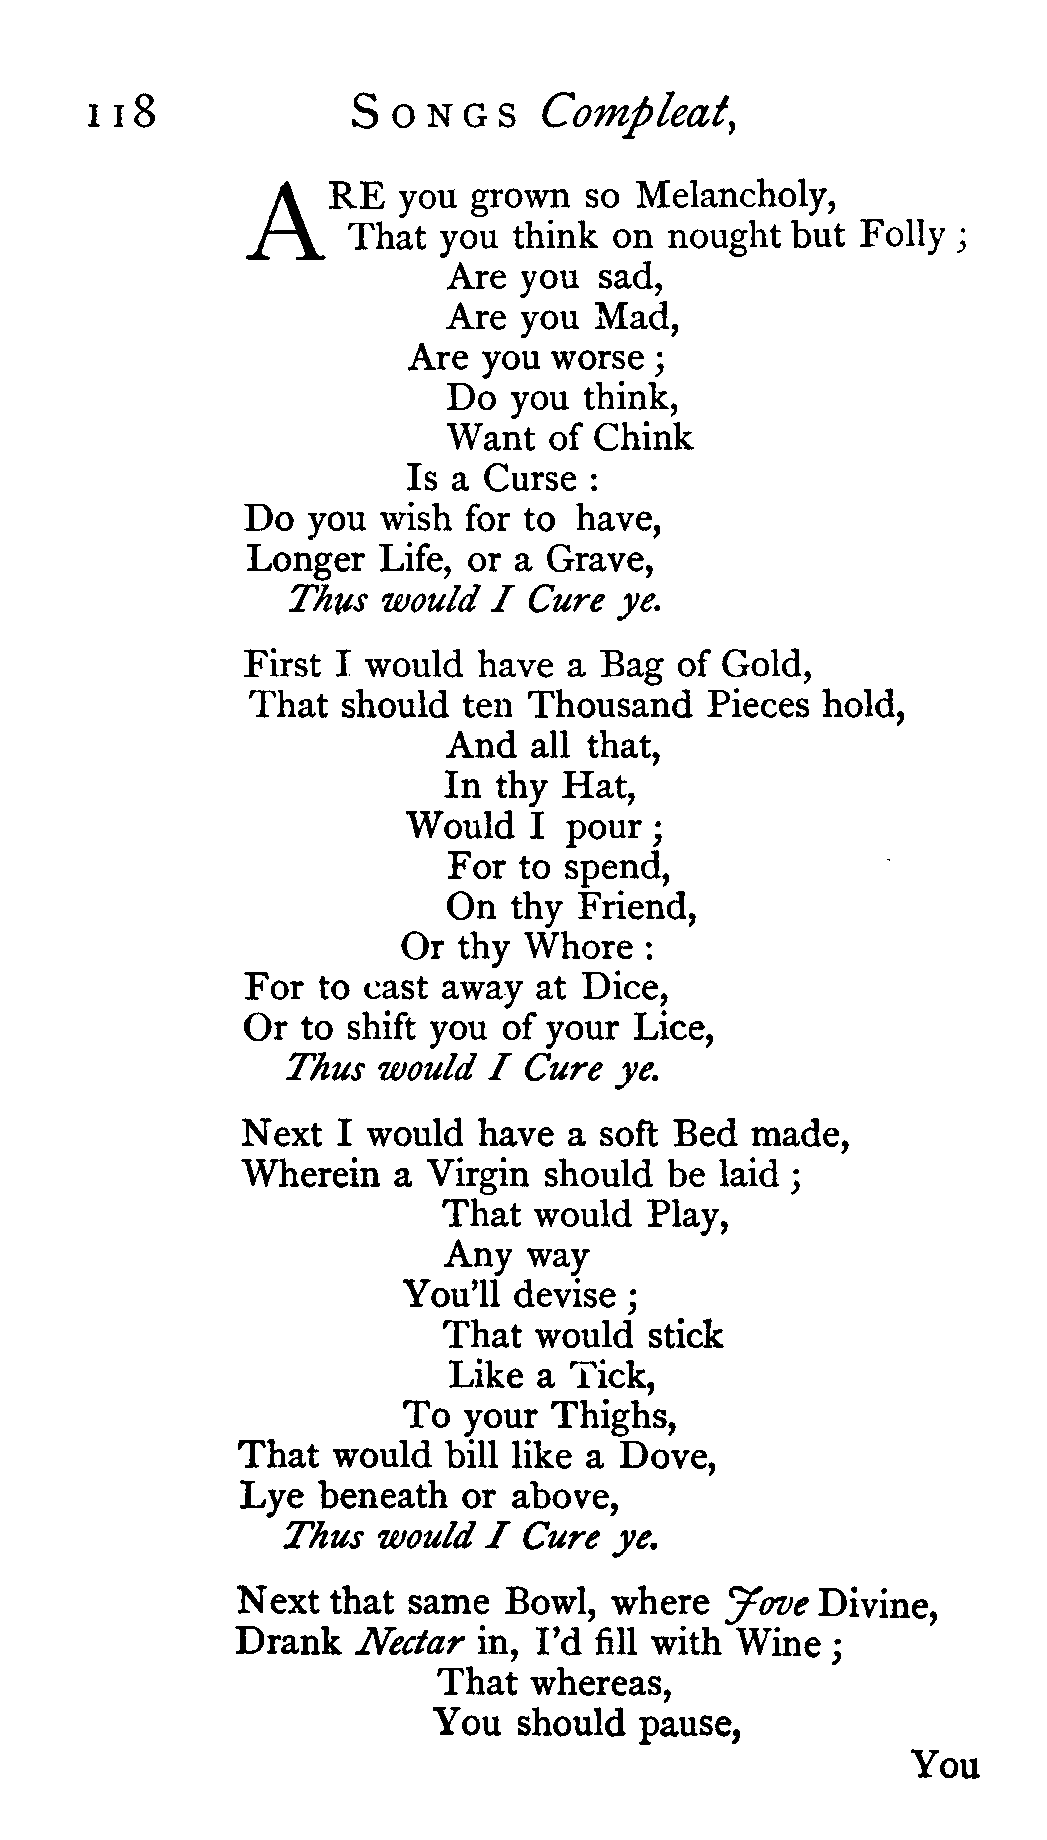 118 SONGS Compleat,
ARE you grown so Melancholy,
That you think on nought but Folly ;
Are you sad,
Are you Mad,
Are you worse ;
Do you think,
Want of Chink
Is a Curse :
Do you wish for to have,
Longer Life, or a Grave,
Thus would I Cure ye.
First I would have a Bag of Gold,
That should ten Thousand Pieces hold,
And all that,
In thy Hat,
Would I pour ;
For to spend,
On thy Friend,
Or thy Whore :
For to cast away at Dice,
Or to shift you of your Lice,
Thus would I Cure ye.
Next I would have a soft Bed made,
Wherein a Virgin should be laid ;
That would Play,
Any way
You'll devise ;
That would stick
Like a Tick,
To your Thighs,
That would bill like a Dove,
Lye beneath or above,
Thus would I Cure ye.
Next that same Bowl, where Jove Divine,
Drank Nectar in, I'd fill with Wine ;
That whereas,
You should pause,
You